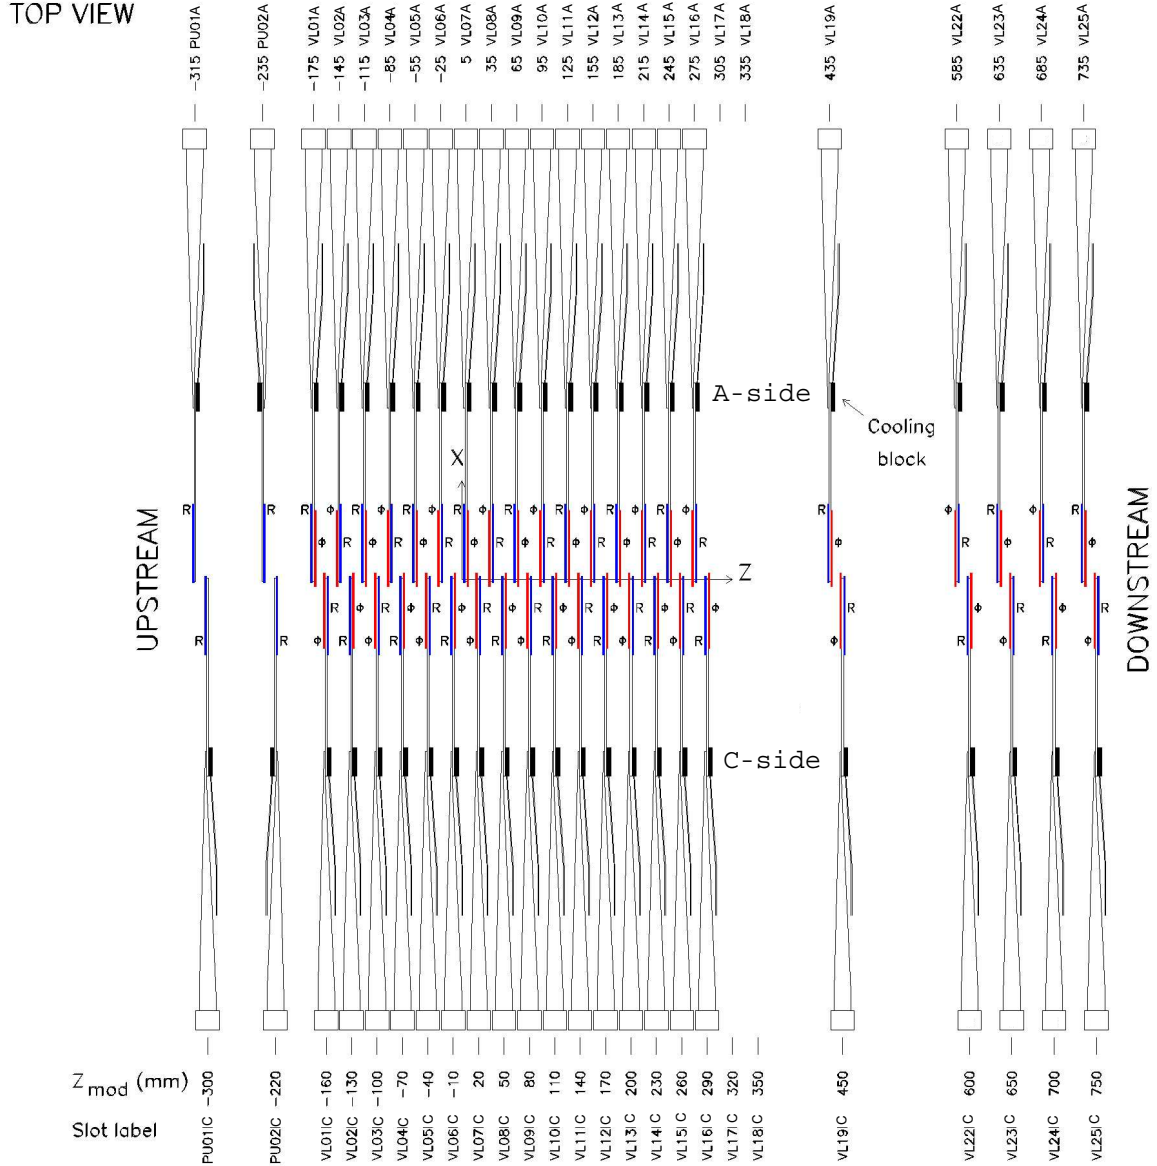 TOP VIEW
-315 PU01A
-235 PU02A
-175 VL01A
-145 VL02A
-115 VL03A
-85 VL04A
-55 VL05A
-25 VL06A
5 VL07A
35 VL08A
65 VL09A
95 VL10A
125 VL11A
155 VL12A
185 VL13A
215 VL14A
245 VL15A
275 VL16A
305 VL17A
335 VL18A
435 VL19A
585 VL22A
635 VL23A
685 VL24A
735 VL25A
A-side
Cooling
block
X
R R R Φ R Φ R Φ R Φ R Φ R Φ R Φ R Φ R Φ Φ R Φ R
Φ R Φ R Φ R Φ R Φ R Φ R Φ R Φ R Φ R Φ R Φ
Z
UPSTREAM
DOWNSTREAM
R Φ R Φ R Φ R Φ R Φ R Φ R Φ R Φ R Φ R Φ R
R R Φ R Φ R Φ R Φ R Φ R Φ R Φ R Φ R Φ R Φ R Φ
C-side
Z mod (mm)
-300
-220
-160
-130
-100
-70
-40
-10
20
50
80
110
140
170
200
230
260
290
320
350
450
600
650
700
750
Slot label
PU01C
PU02C
VL01C
VL02C
VL03C
VL04C
VL05C
VL06C
VL07C
VL08C
VL09C
VL10C
VL11C
VL12C
VL13C
VL14C
VL15C
VL16C
VL17C
VL18C
VL19C
VL22C
VL23C
VL24C
VL25C